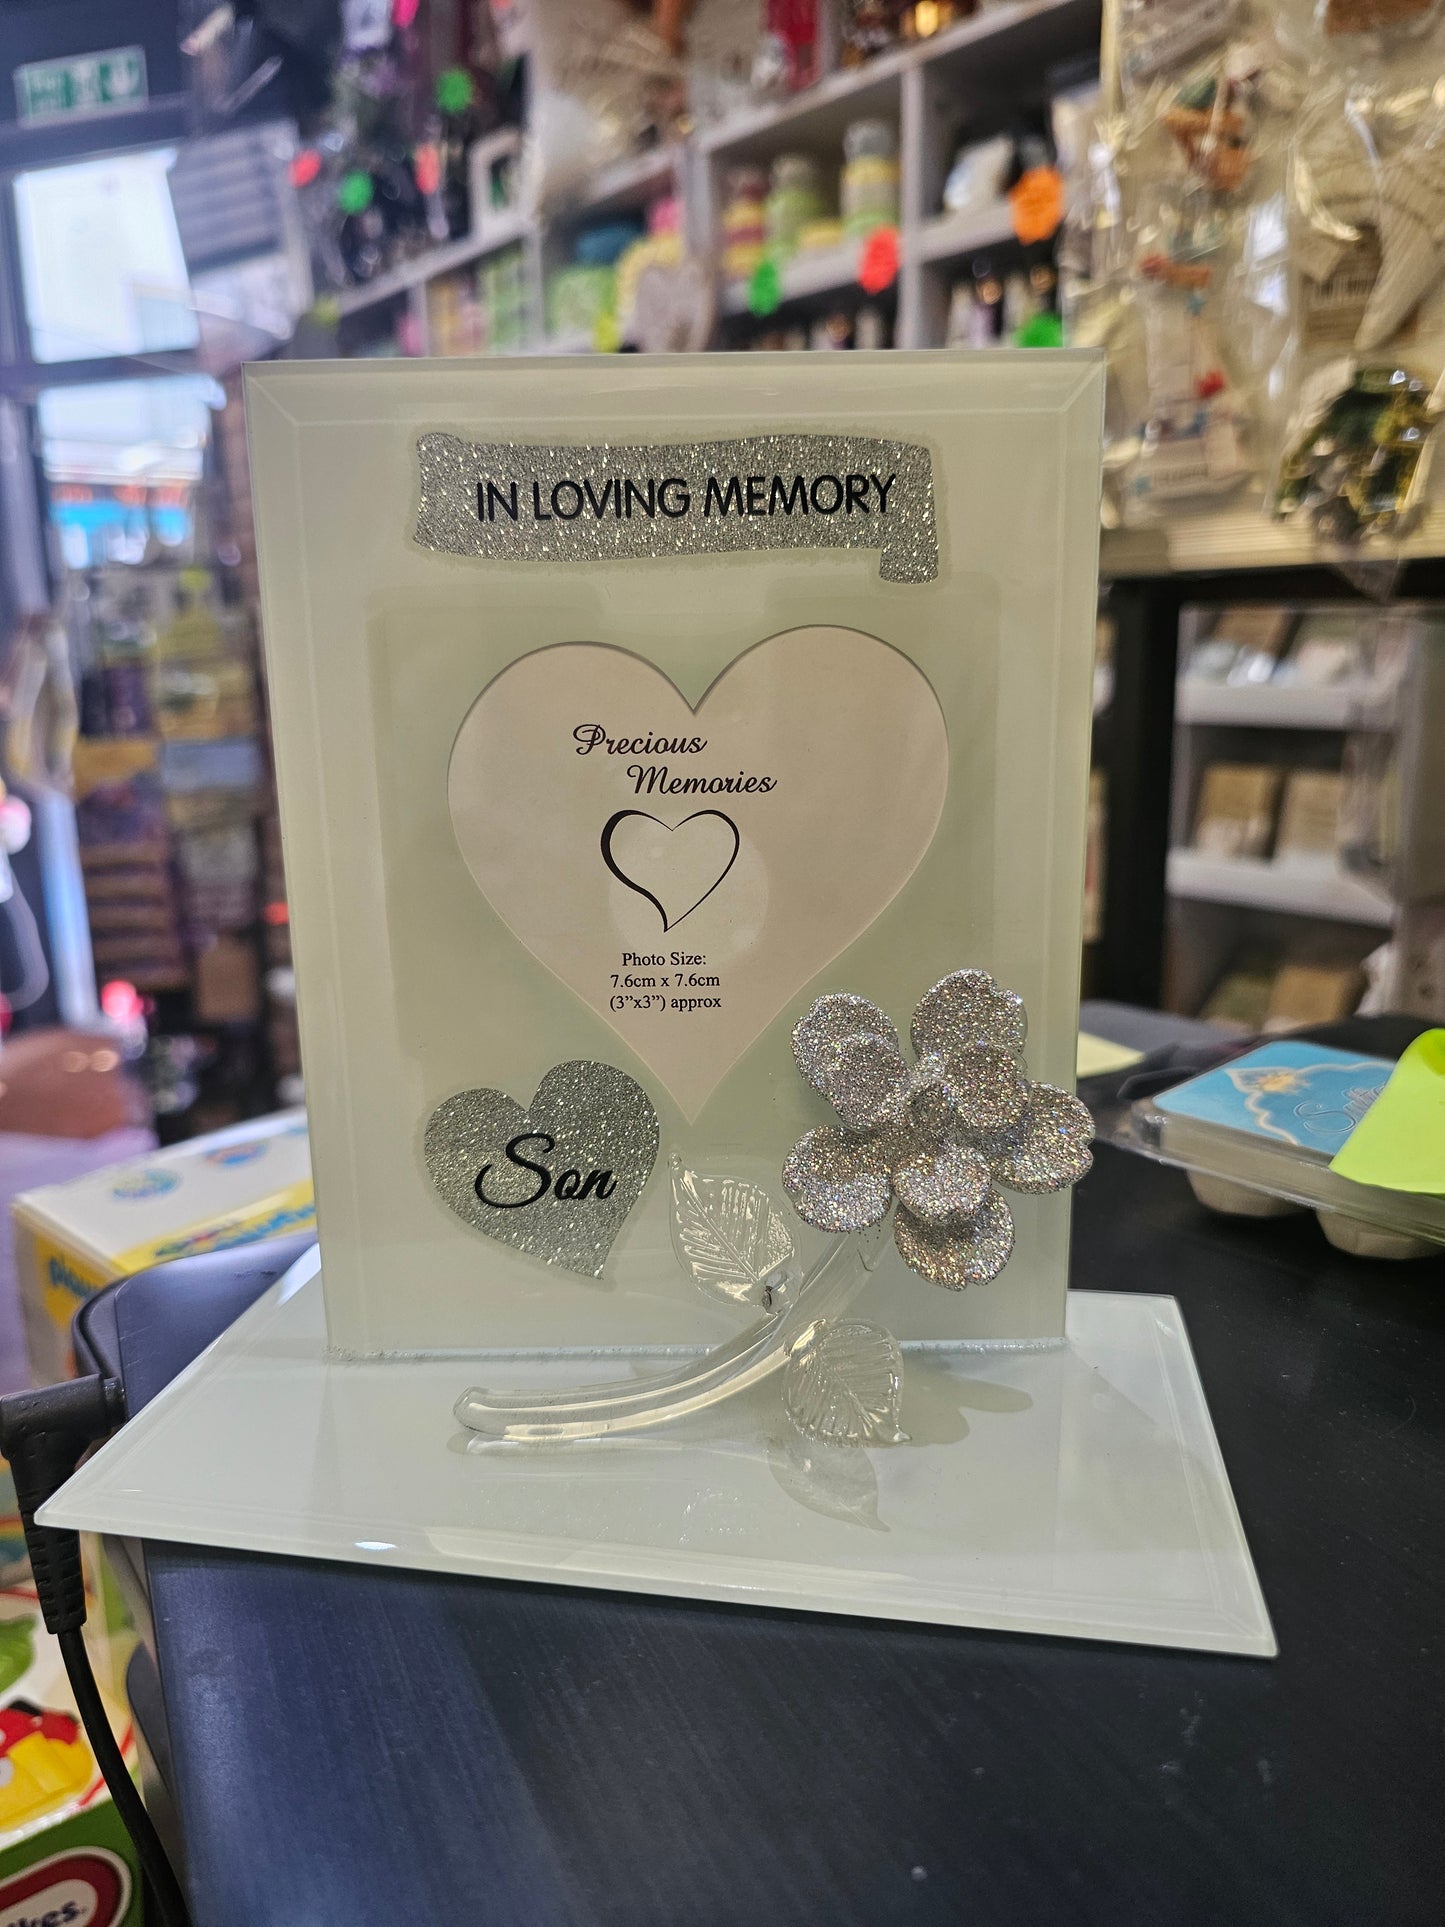 IN LOVING MEMORY
Precious
Memories
Photo Size:
7.6cm x 7.6cm
(3”x3”) approx
Son